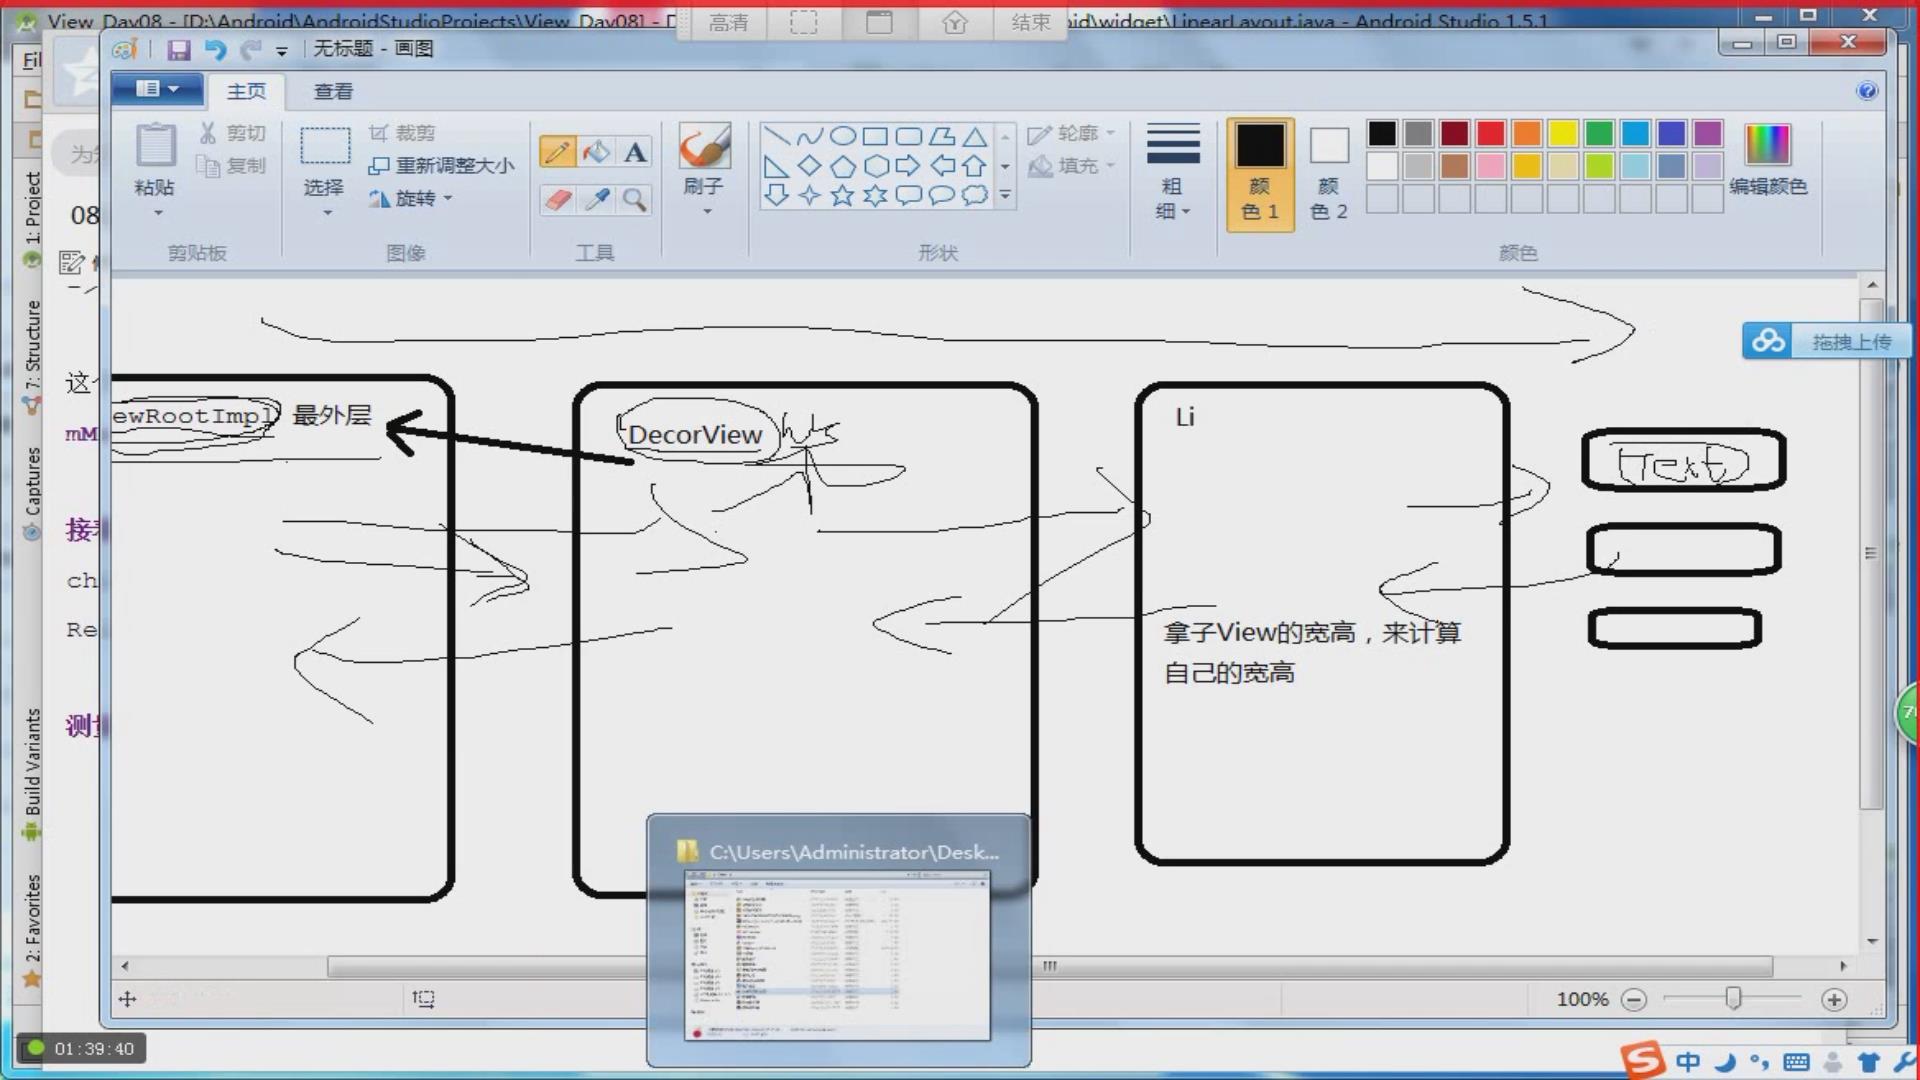 View_Day08 - [D:\Android\AndroidStudioProjects\View_Day08] - D
高清
结束
id\widget\LinearLayout.java - Android Studio 1.5.1
无标题 - 画图
主页
查看
剪切
复制
粘贴
剪贴板
裁剪
重新调整大小
旋转
选择
图像
工具
刷子
形状
轮廓
填充
粗细
颜色 1
颜色 2
编辑颜色
颜色
1: Project
7: Structure
Captures
Build Variants
2: Favorites
08
mM
ch
Re
拖拽上传
ewRootImpl 最外层
DecorView
Li
Text
拿子View的宽高，来计算
自己的宽高
C:\Users\Administrator\Desk...
100%
01:39:40
中